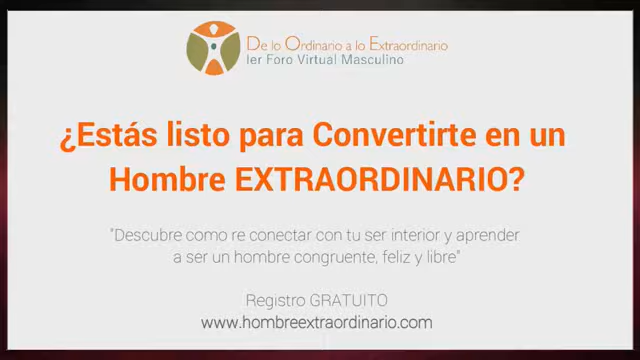 De lo Ordinario a lo Extraordinario
Ier Foro Virtual Masculino
¿Estás listo para Convertirte en un
Hombre EXTRAORDINARIO?
"Descubre como re conectar con tu ser interior y aprender
a ser un hombre congruente, feliz y libre"
Registro GRATUITO
www.hombreextraordinario.com